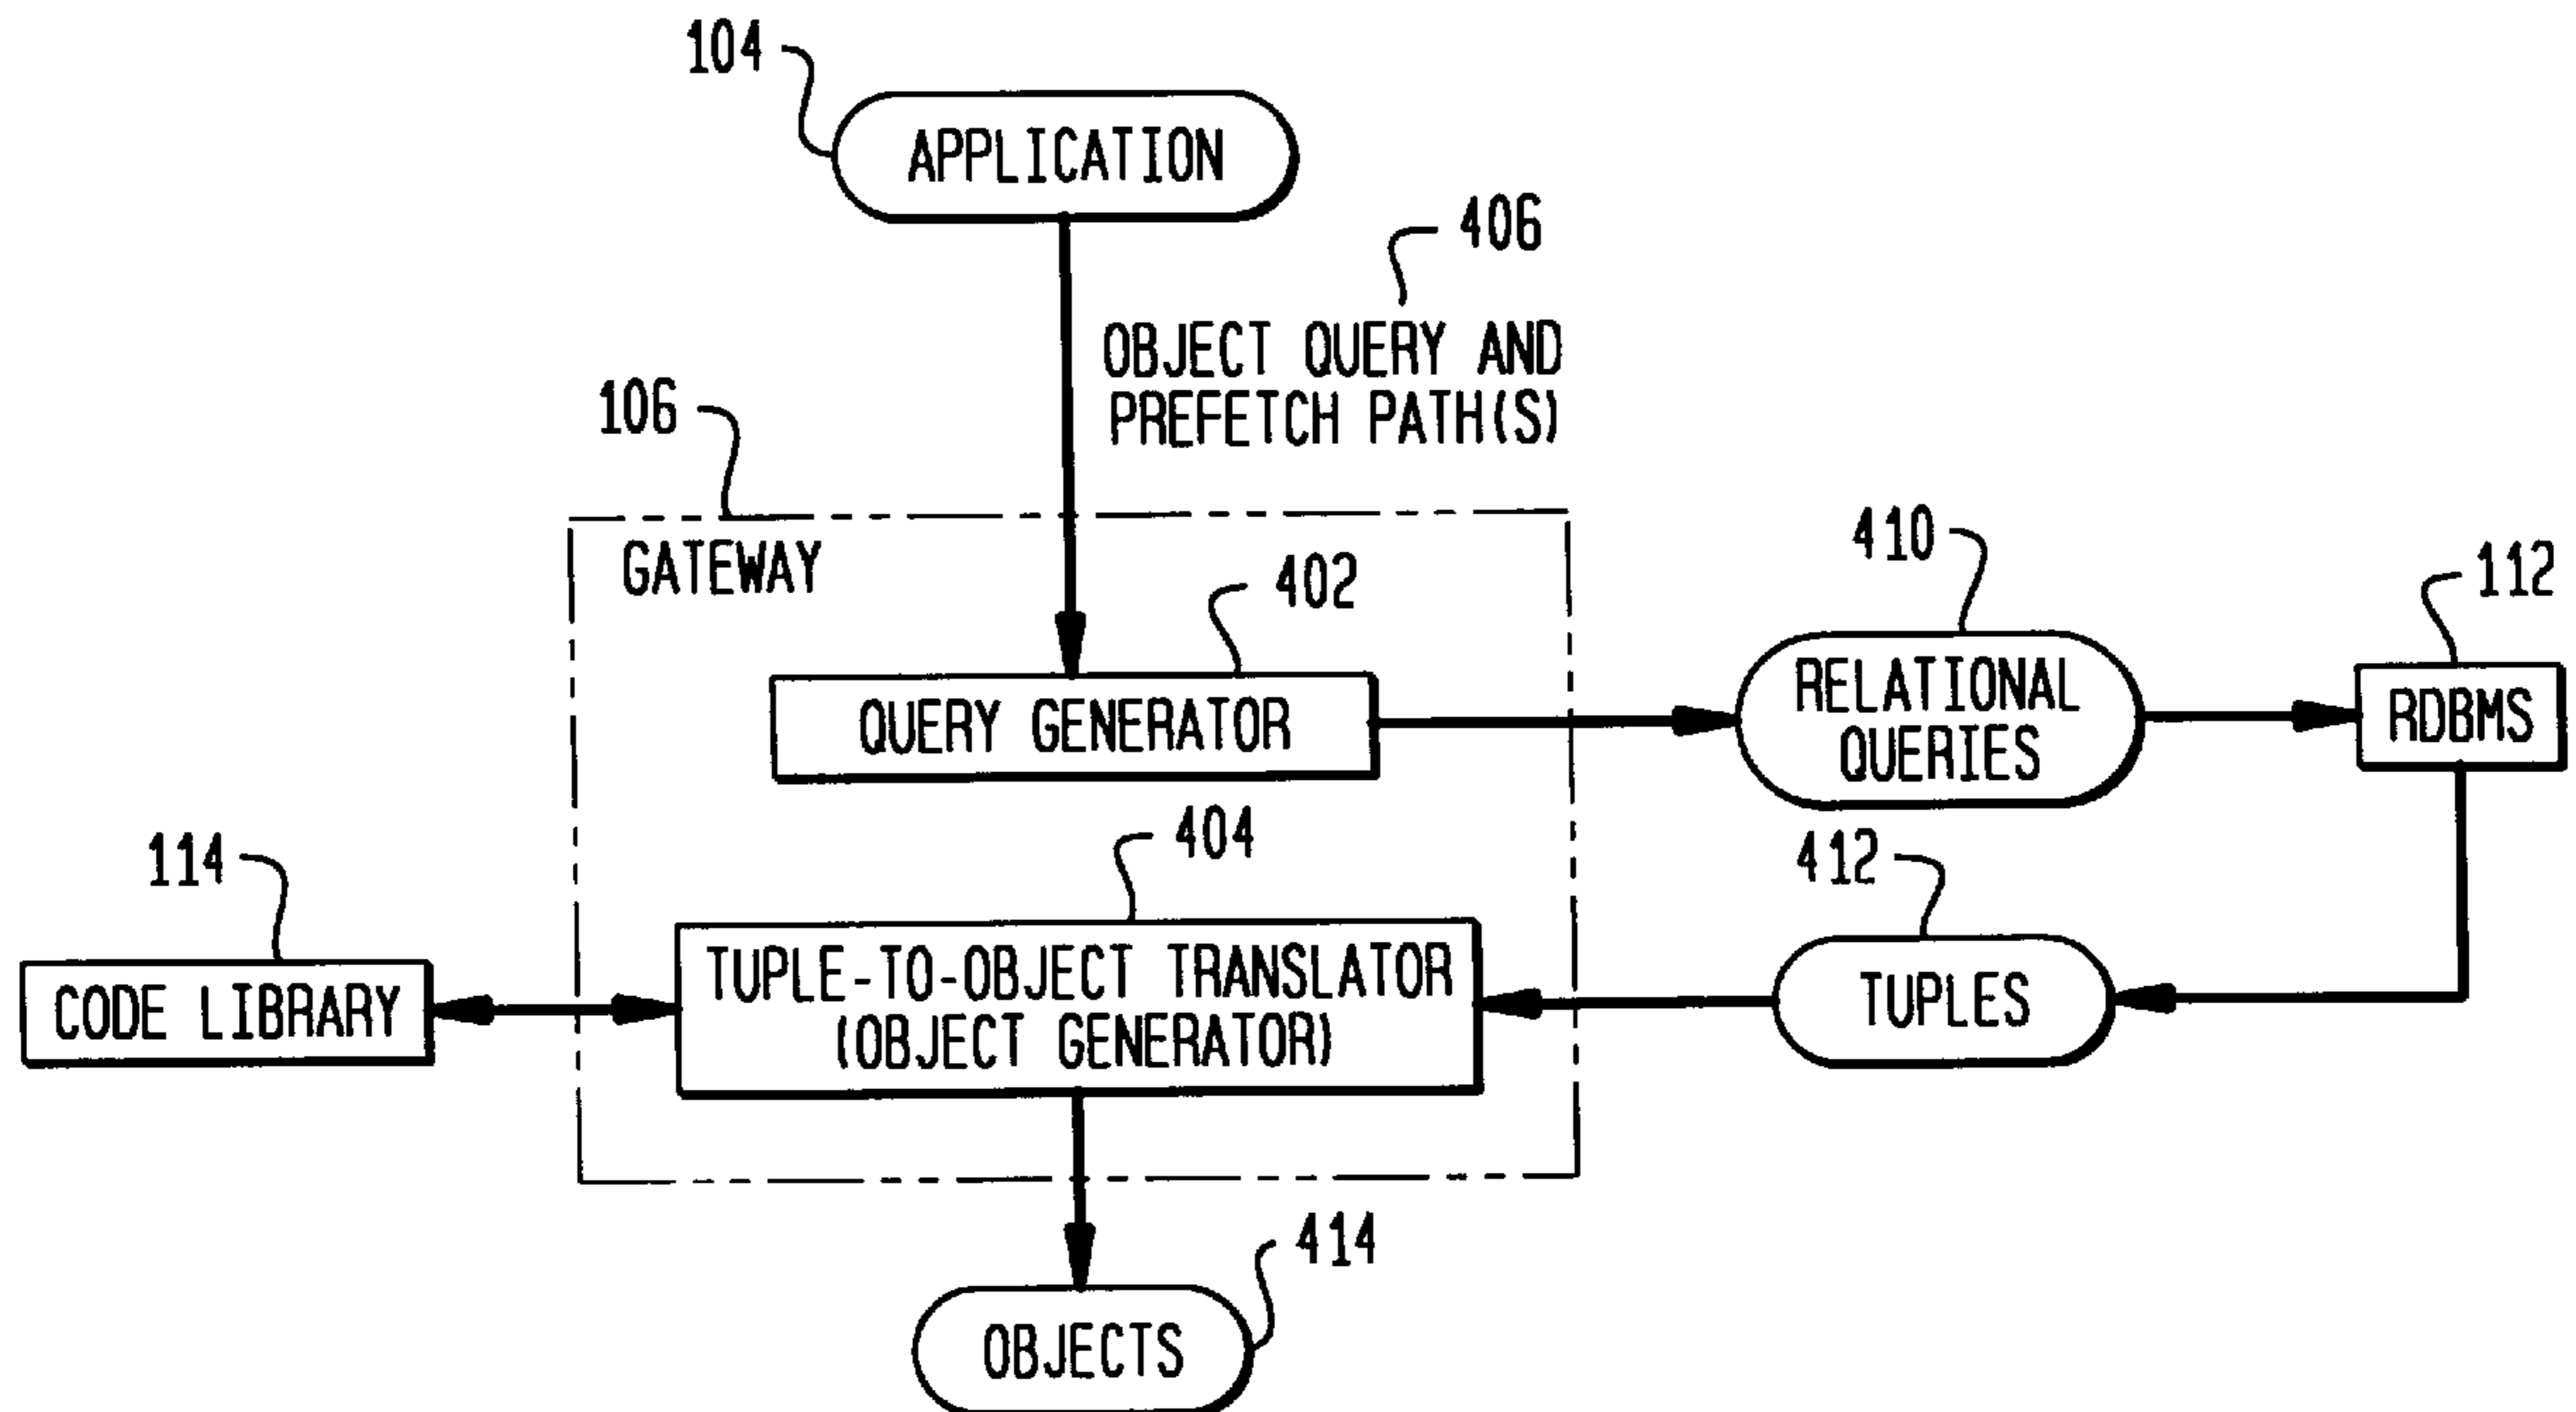 104
APPLICATION
406
OBJECT QUERY AND
PREFETCH PATH(S)
106
GATEWAY
402
410
112
QUERY GENERATOR
RELATIONAL
QUERIES
RDBMS
114
404
412
CODE LIBRARY
TUPLE-TO-OBJECT TRANSLATOR
(OBJECT GENERATOR)
TUPLES
414
OBJECTS